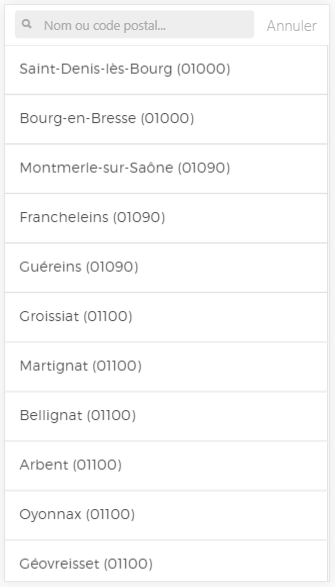 Nom ou code postal...
Annuler
Saint-Denis-lès-Bourg (01000)
Bourg-en-Bresse (01000)
Montmerle-sur-Saône (01090)
Francheleins (01090)
Guéreins (01090)
Groissiat (01100)
Martignat (01100)
Bellignat (01100)
Arbent (01100)
Oyonnax (01100)
Géovreisset (01100)